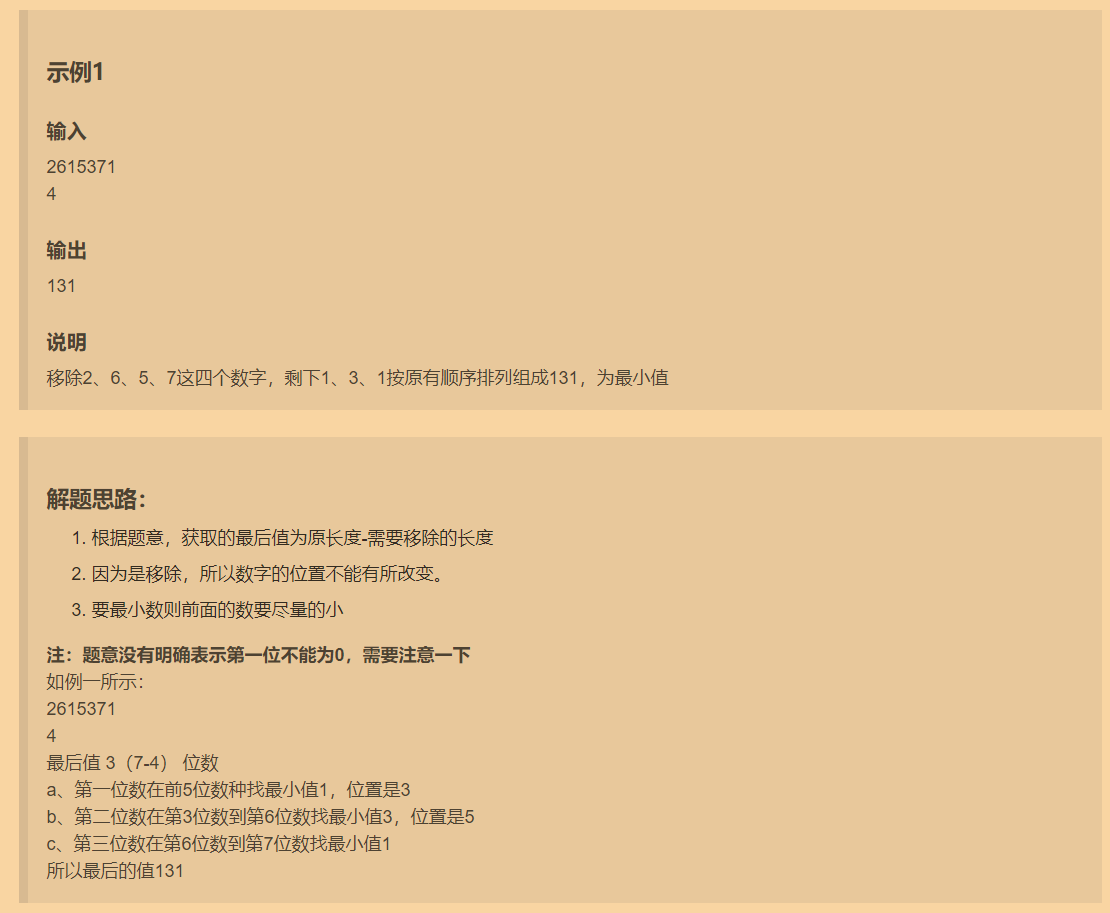 示例1
输入
2615371
4
输出
131
说明
移除2、6、5、7这四个数字，剩下1、3、1按原有顺序排列组成131，为最小值
解题思路：
1. 根据题意，获取的最后值为原长度-需要移除的长度
2. 因为是移除，所以数字的位置不能有所改变。
3. 要最小数则前面的数要尽量的小
注：题意没有明确表示第一位不能为0，需要注意一下
如例一所示：
2615371
4
最后值 3（7-4） 位数
a、第一位数在前5位数种找最小值1，位置是3
b、第二位数在第3位数到第6位数找最小值3，位置是5
c、第三位数在第6位数到第7位数找最小值1
所以最后的值131